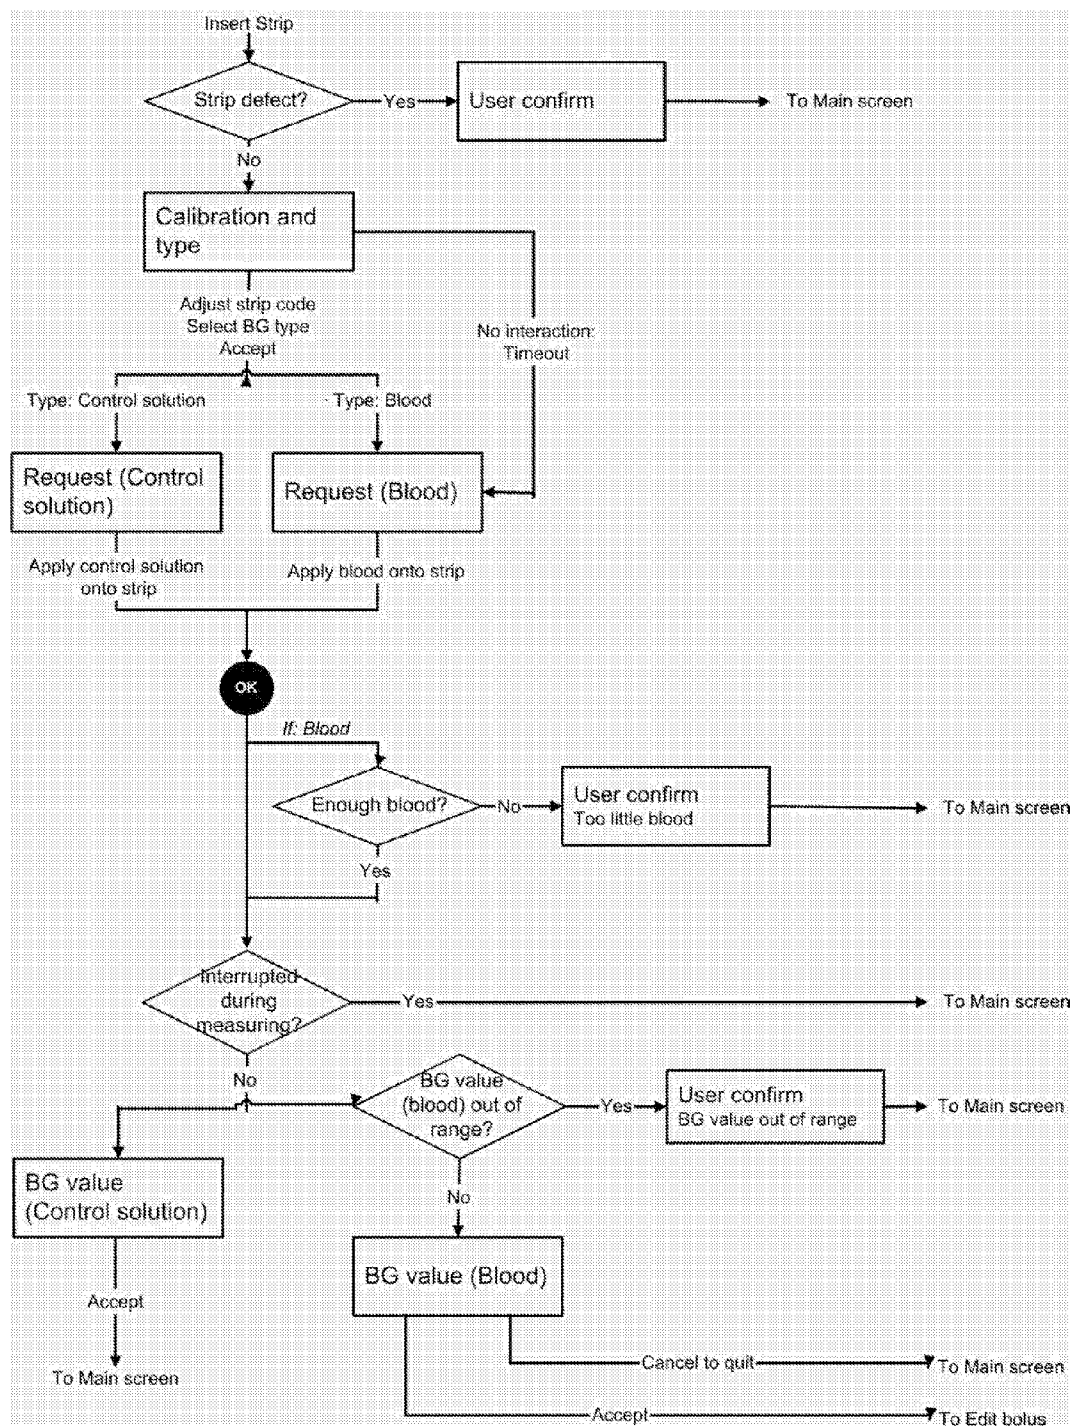 Insert Strip
Strip defect?
Yes
User confirm
To Main screen
No
Calibration and
type
Adjust strip code
Select BG type
Accept
No interaction:
Timeout
Type: Control solution
Type: Blood
Request (Control
solution)
Request (Blood)
Apply control solution
onto strip
Apply blood onto strip
OK
If: Blood
Enough blood?
No
User confirm
Too little blood
To Main screen
Yes
Interrupted
during
measuring?
Yes
To Main screen
No
BG value
(blood) out of
range?
Yes
User confirm
BG value out of range
To Main screen
BG value
(Control solution)
No
BG value (Blood)
Accept
To Main screen
Cancel to quit
To Main screen
Accept
To Edit bolus